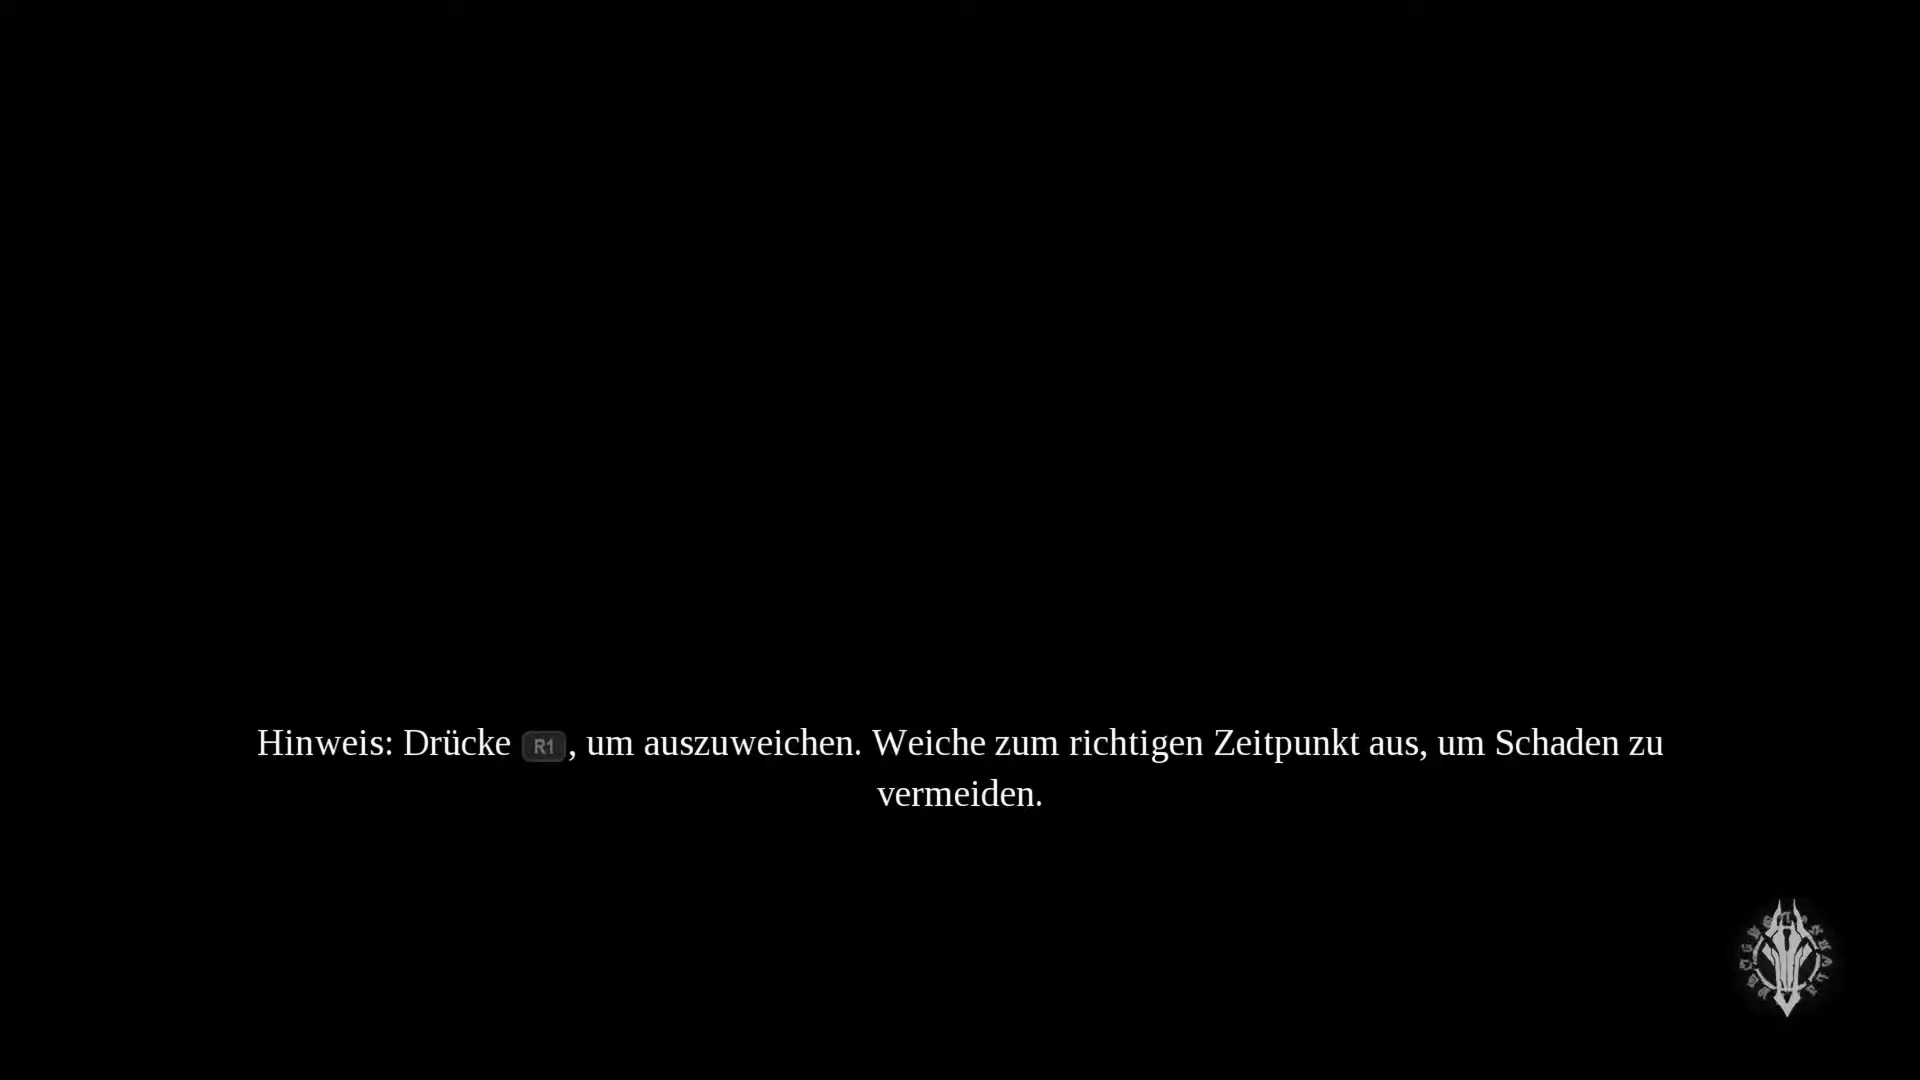 Hinweis: Drücke R1, um auszuweichen. Weiche zum richtigen Zeitpunkt aus, um Schaden zu
vermeiden.